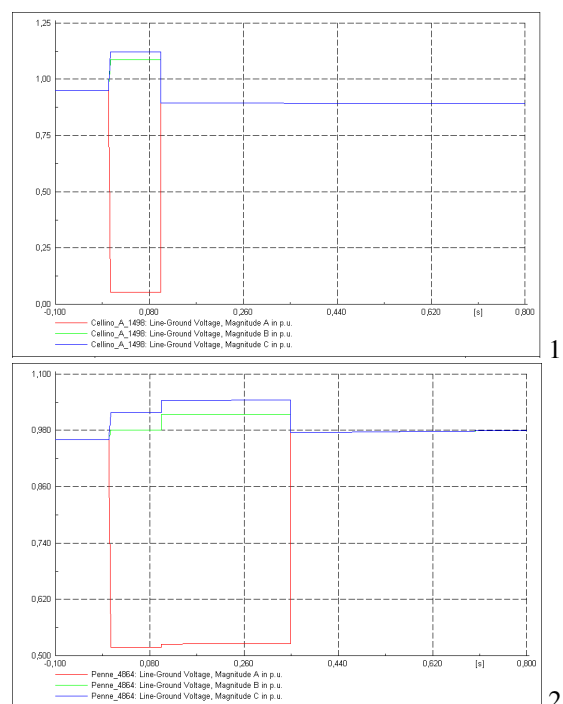 1,25
1,00
0,75
0,50
0,25
0,00
-0,100 0,080 0,260 0,440 0,620 [s] 0,800
Cellino_A_1498: Line-Ground Voltage, Magnitude A in p.u.
Cellino_A_1498: Line-Ground Voltage, Magnitude B in p.u.
Cellino_A_1498: Line-Ground Voltage, Magnitude C in p.u.
1
1,100
0,980
0,860
0,740
0,620
0,500
-0,100 0,080 0,260 0,440 0,620 [s] 0,800
Penne_4864: Line-Ground Voltage, Magnitude A in p.u.
Penne_4864: Line-Ground Voltage, Magnitude B in p.u.
Penne_4864: Line-Ground Voltage, Magnitude C in p.u.
2